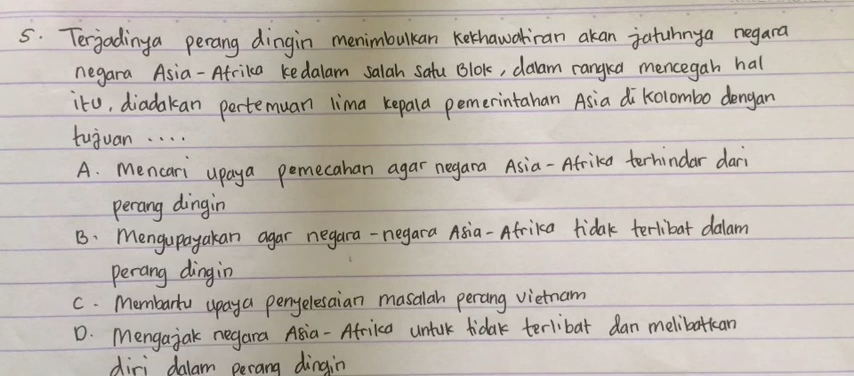 5. Terjadinya perang dingin menimbulkan kekhawatiran akan jatuhnya negara
negara Asia-Afrika kedalam salah satu Blok, dalam rangka mencegah hal
itu, diadakan pertemuan lima kepala pemerintahan Asia di Kolombo dengan
tujuan ....
A. Mencari upaya pemecahan agar negara Asia-Afrika terhindar dari
perang dingin
B. Mengupayakan agar negara-negara Asia-Afrika tidak terlibat dalam
perang dingin
C. Membartu upaya penyelesaian masalah perang vietnam
D. Mengajak negara Asia-Afrika untuk tidak terlibat dan melibatkan
diri dalam perang dingin